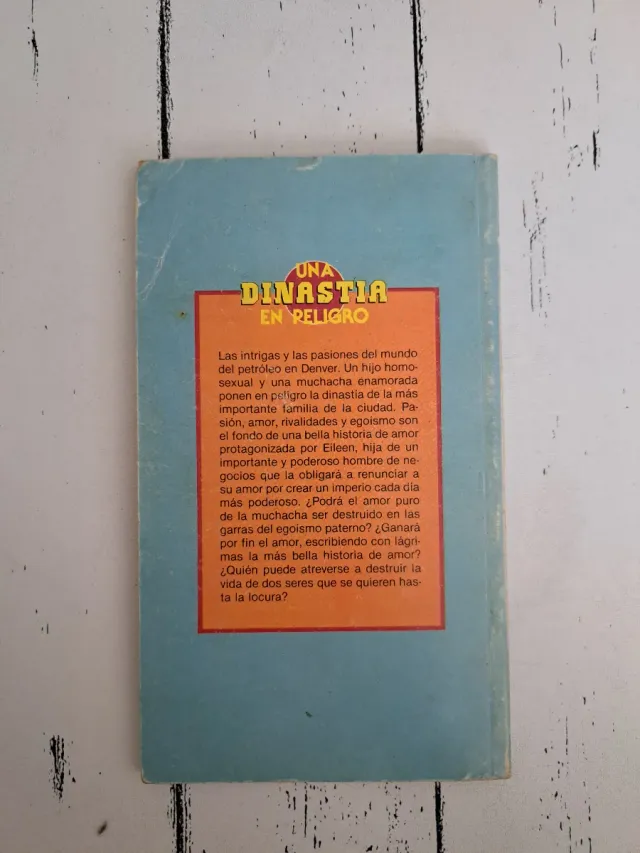 UNA
DINASTIA
EN PELIGRO
Las intrigas y las pasiones del mundo
del petróleo en Denver. Un hijo homo-
sexual y una muchacha enamorada
ponen en peligro la dinastía de la más
importante familia de la ciudad. Pa-
sión, amor, rivalidades y egoismo son
el fondo de una bella historia de amor
protagonizada por Eileen, hija de un
importante y poderoso hombre de ne-
gocios que la obligará a renunciar a
su amor por crear un imperio cada día
más poderoso. ¿Podrá el amor puro
de la muchacha ser destruido en las
garras del egoismo paterno? ¿Ganará
por fin el amor, escribiendo con lágri-
mas la más bella historia de amor?
¿Quién puede atreverse a destruir la
vida de dos seres que se quieren has-
ta la locura?